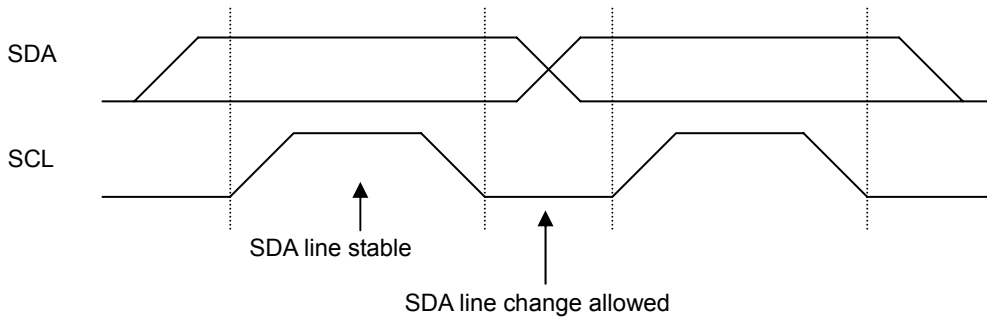 SDA
SCL
SDA line stable
SDA line change allowed